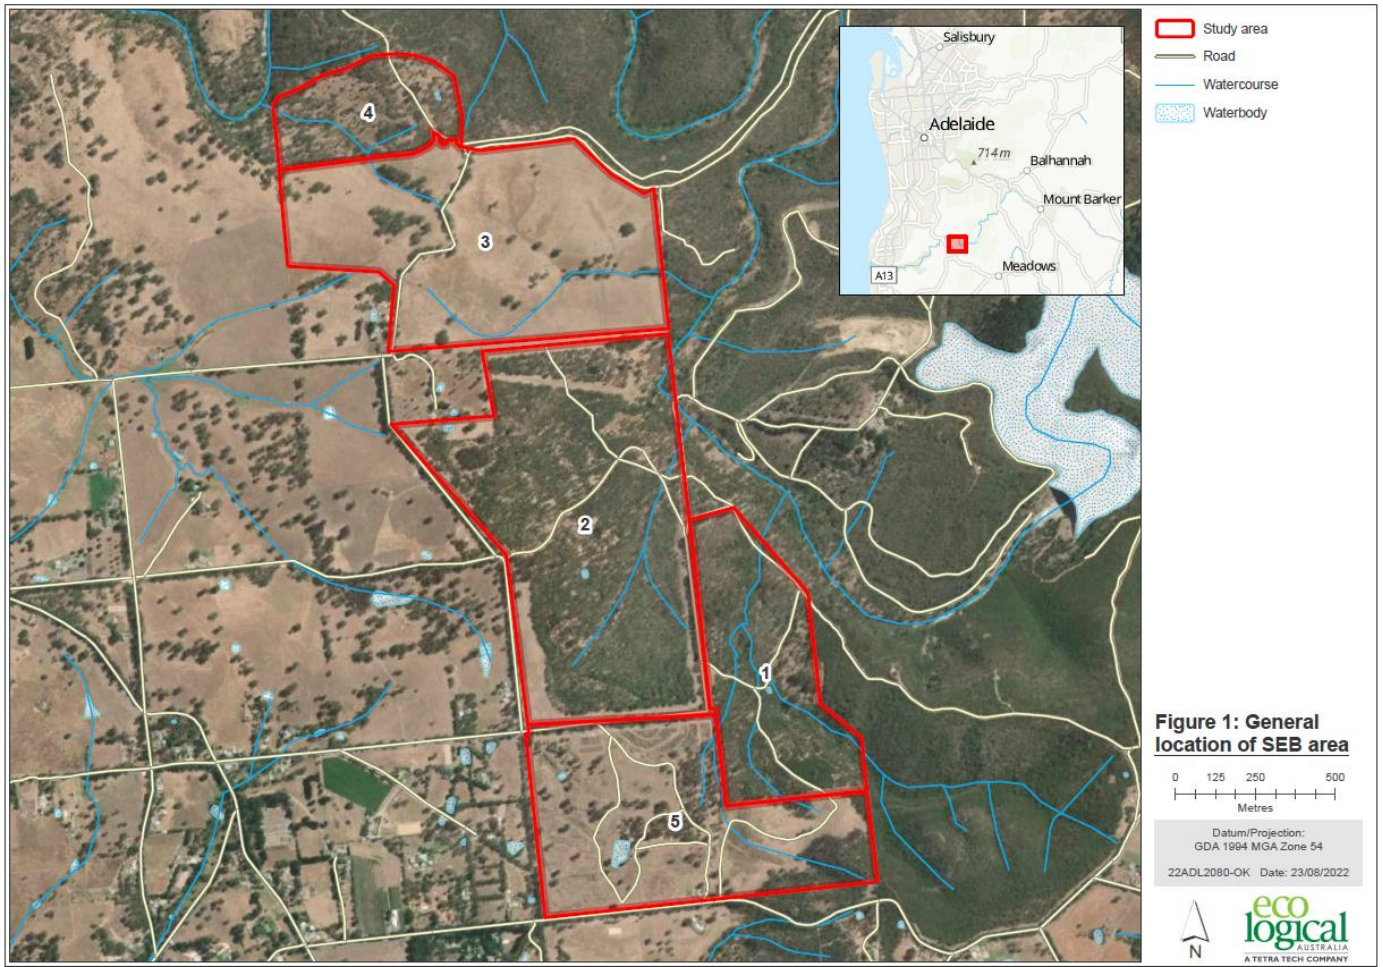 4
3
2
1
5
Salisbury
Adelaide
714 m
Balhannah
Mount Barker
A13
Meadows
Study area
Road
Watercourse
Waterbody
Figure 1: General
location of SEB area
0 125 250 500
Metres
Datum/Projection:
GDA 1994 MGA Zone 54
22ADL2080-OK Date: 23/08/2022
N
eco
logical
AUSTRALIA
A TETRA TECH COMPANY